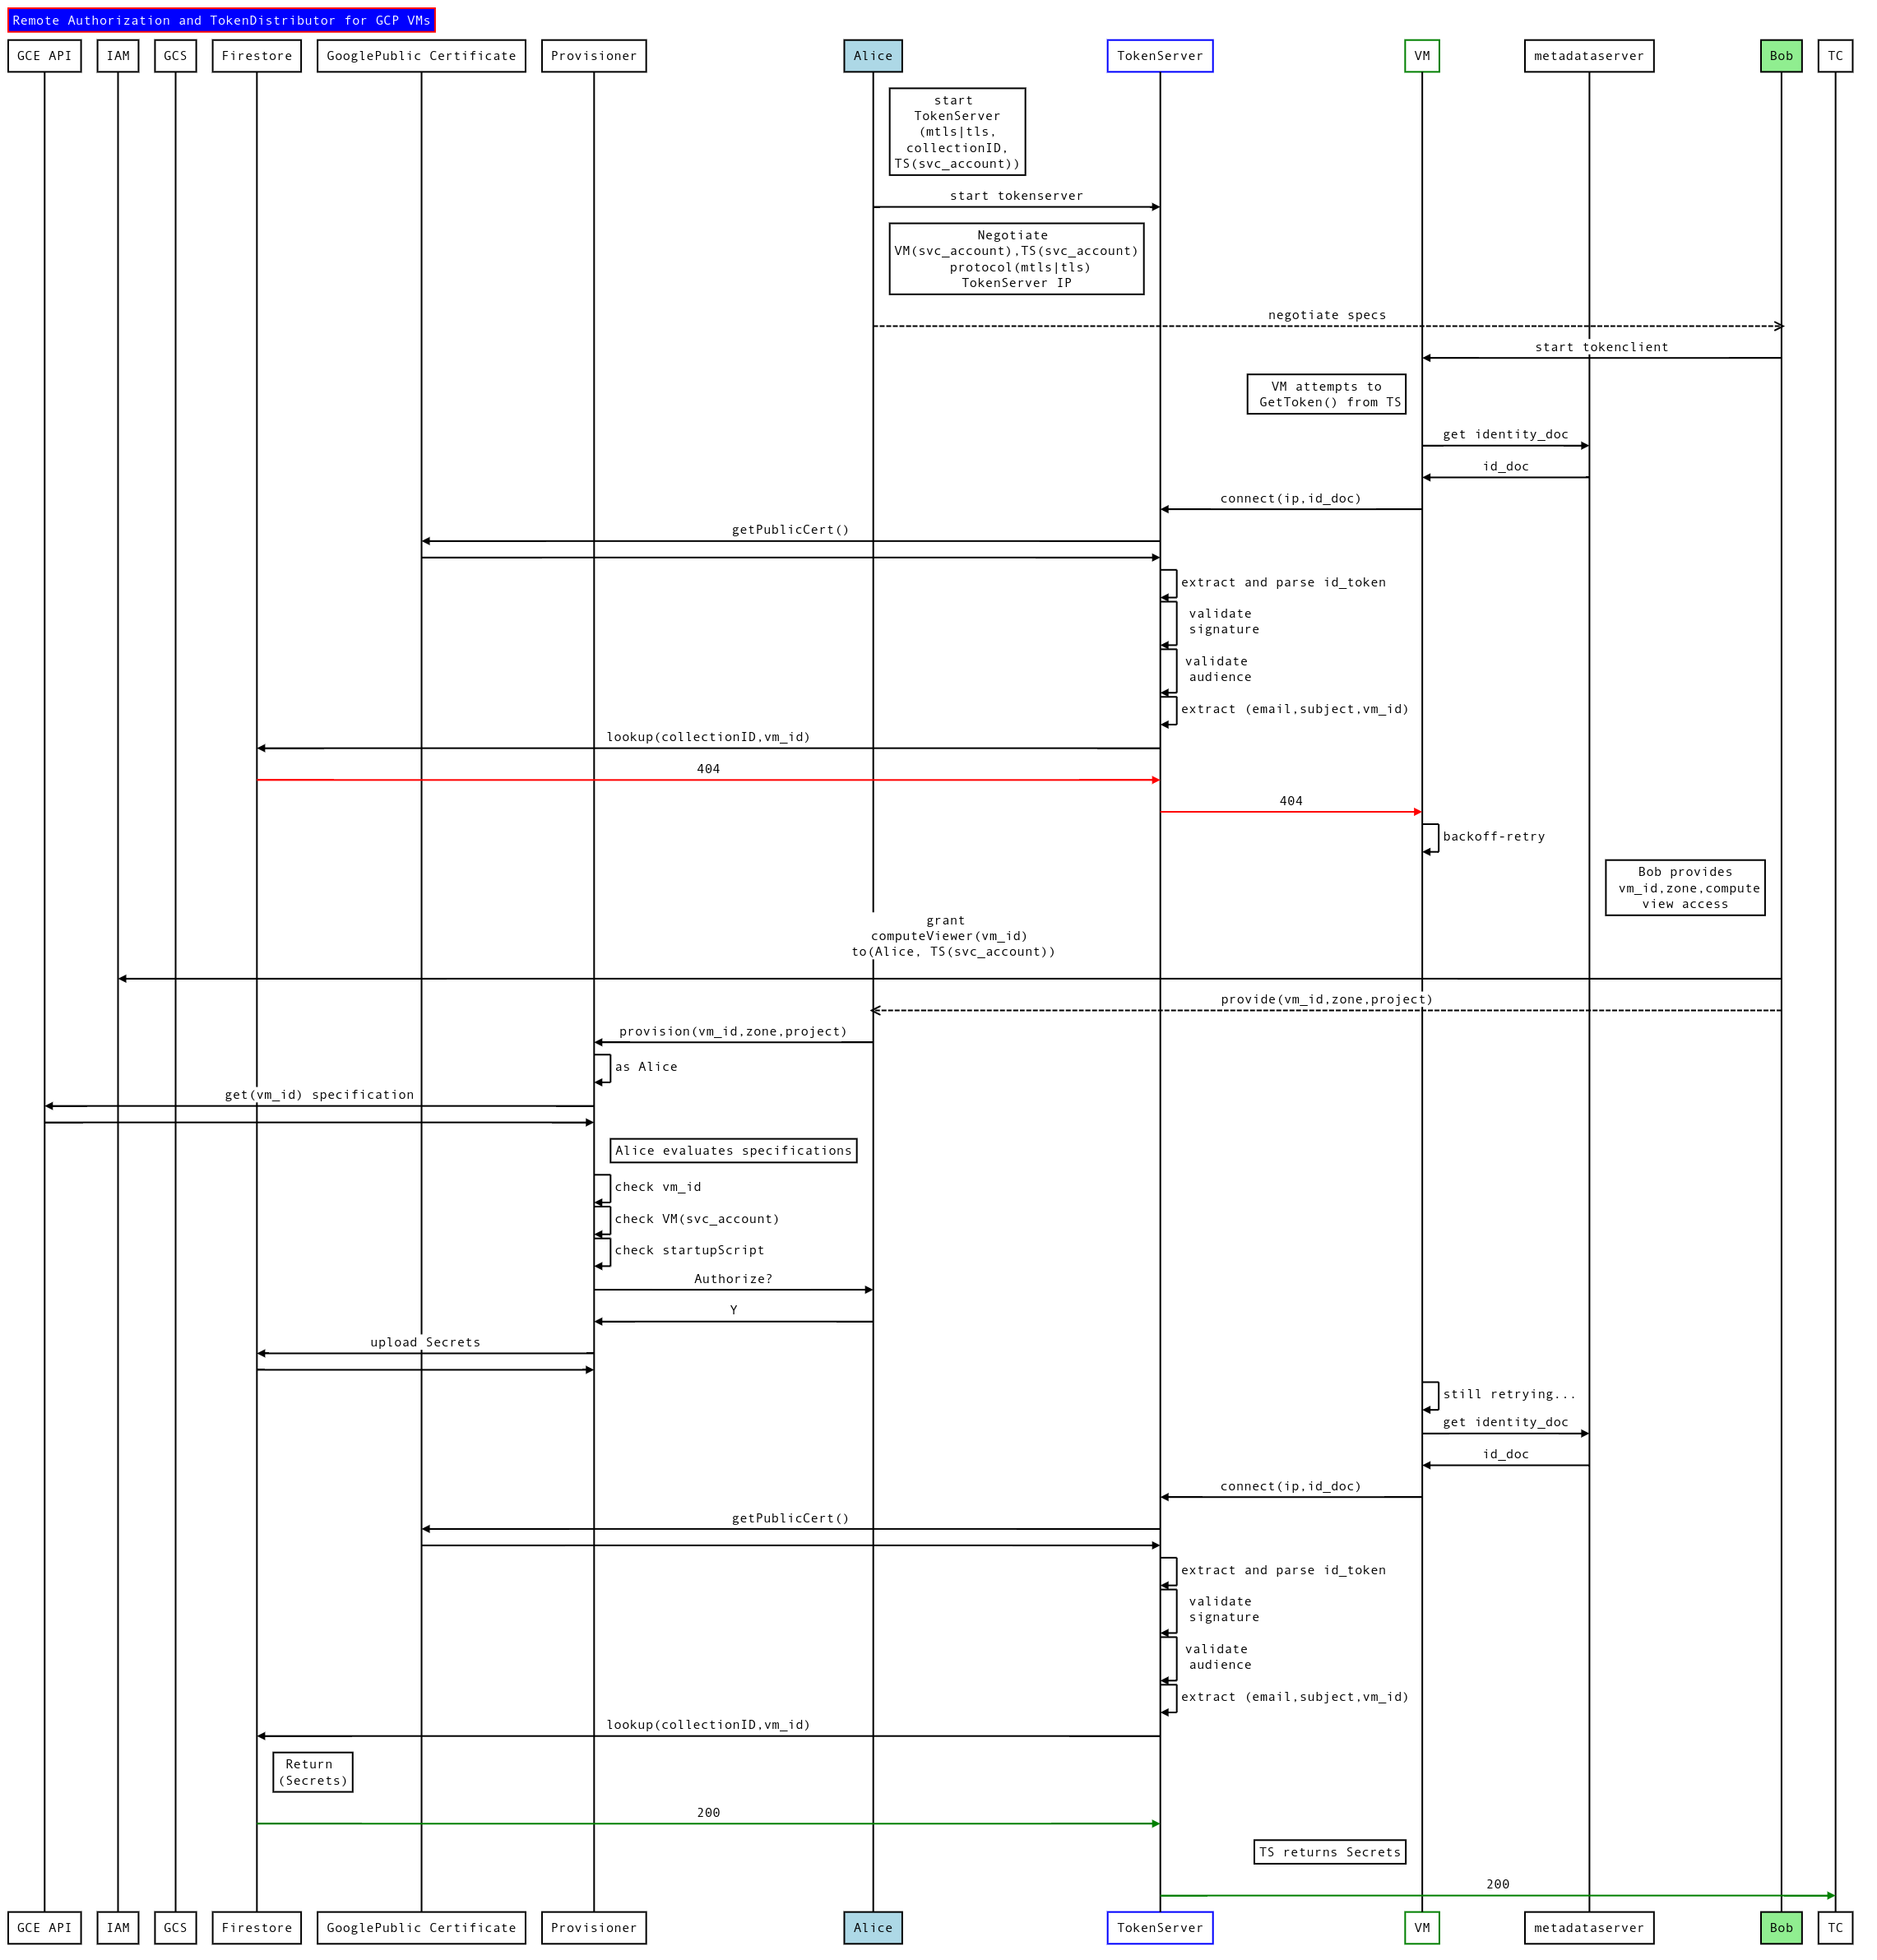 Remote Authorization and TokenDistributor for GCP VMs
GCE API
IAM
GCS
Firestore
GooglePublic Certificate
Provisioner
Alice
TokenServer
VM
metadataserver
Bob
TC
start
TokenServer
(mtls|tls,
collectionID,
TS(svc_account))
start tokenserver
Negotiate
VM(svc_account),TS(svc_account)
protocol(mtls|tls)
TokenServer IP
negotiate specs
start tokenclient
VM attempts to
GetToken() from TS
get identity_doc
id_doc
connect(ip,id_doc)
getPublicCert()
extract and parse id_token
validate
signature
validate
audience
extract (email,subject,vm_id)
lookup(collectionID,vm_id)
404
404
backoff-retry
Bob provides
vm_id,zone,compute
view access
grant
computeViewer(vm_id)
to(Alice, TS(svc_account))
provide(vm_id,zone,project)
provision(vm_id,zone,project)
as Alice
get(vm_id) specification
Alice evaluates specifications
check vm_id
check VM(svc_account)
check startupScript
Authorize?
Y
upload Secrets
still retrying...
get identity_doc
id_doc
connect(ip,id_doc)
getPublicCert()
extract and parse id_token
validate
signature
validate
audience
extract (email,subject,vm_id)
lookup(collectionID,vm_id)
Return
(Secrets)
200
TS returns Secrets
200
GCE API
IAM
GCS
Firestore
GooglePublic Certificate
Provisioner
Alice
TokenServer
VM
metadataserver
Bob
TC